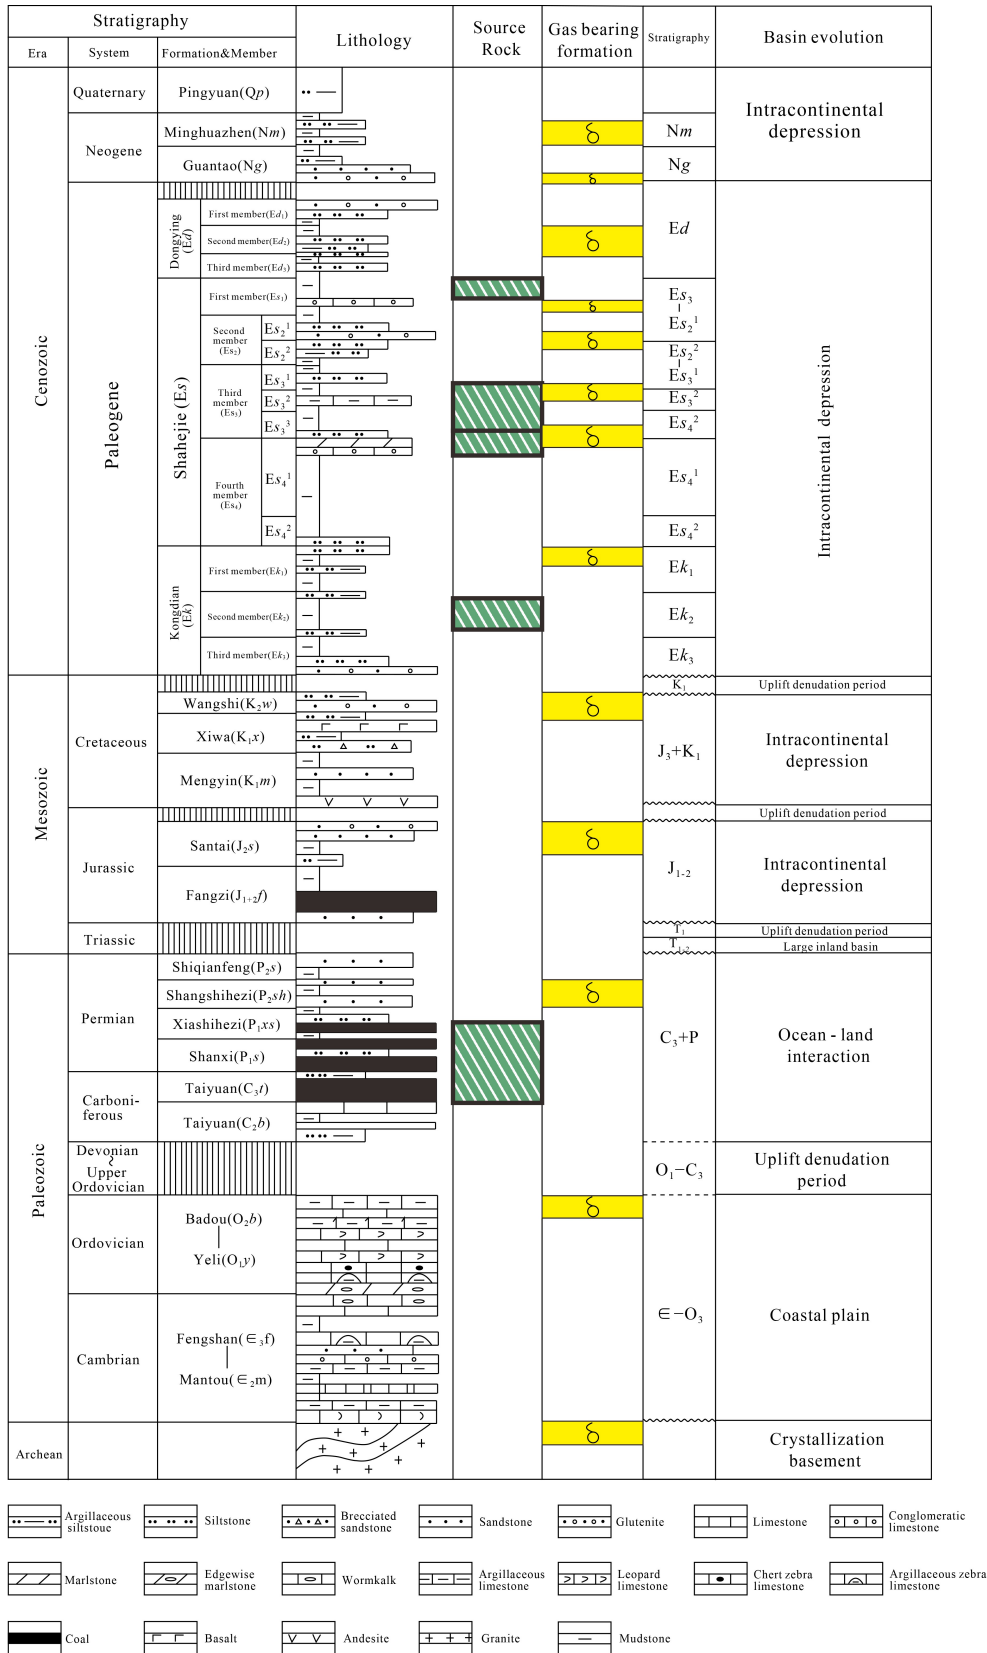 Stratigraphy
Lithology
Source
Rock
Gas bearing
formation
Stratigraphy
Basin evolution
Era
System
Formation&Member
Cenozoic
Quaternary
Pingyuan(Qp)
Neogene
Minghuazhen(Nm)
Guantao(Ng)
Paleogene
Dongying
(Ed)
First member(Ed₁)
Second member(Ed₂)
Third member(Ed₃)
Shahejie (Es)
First member(Es₁)
Second
member
(Es₂)
Es₂¹
Es₂²
Third
member
(Es₃)
Es₃¹
Es₃²
Es₃³
Fourth
member
(Es₄)
Es₄¹
Es₄²
Kongdian
(Ek)
First member(Ek₁)
Second member(Ek₂)
Third member(Ek₃)
Mesozoic
Cretaceous
Wangshi(K₂w)
Xiwa(K₁x)
Mengyin(K₁m)
Jurassic
Santai(J₂s)
Fangzi(J₁₊₂f)
Triassic
Paleozoic
Permian
Shiqianfeng(P₂s)
Shangshihezi(P₂sh)
Xiashihezi(P₁xs)
Shanxi(P₁s)
Carboni-
ferous
Taiyuan(C₃t)
Taiyuan(C₂b)
Devonian
~
Upper
Ordovician
Ordovician
Badou(O₂b)
Yeli(O₁y)
Cambrian
Fengshan(∈₃f)
Mantou(∈₂m)
Archean
Nm
Ng
Ed
Es₃
Es₂¹
Es₂²
Es₃¹
Es₃²
Es₄²
Es₄¹
Es₄²
Ek₁
Ek₂
Ek₃
K₁
J₃+K₁
J₁₋₂
T₁
T₁₋₂
C₃+P
O₁−C₃
∈−O₃
Intracontinental
depression
Intracontinental depression
Uplift denudation period
Intracontinental
depression
Uplift denudation period
Intracontinental
depression
Uplift denudation period
Large inland basin
Ocean - land
interaction
Uplift denudation
period
Coastal plain
Crystallization
basement
Argillaceous
siltstoue
Siltstone
Brecciated
sandstone
Sandstone
Glutenite
Limestone
Conglomeratic
limestone
Marlstone
Edgewise
marlstone
Wormkalk
Argillaceous
limestone
Leopard
limestone
Chert zebra
limestone
Argillaceous zebra
limestone
Coal
Basalt
Andesite
Granite
Mudstone